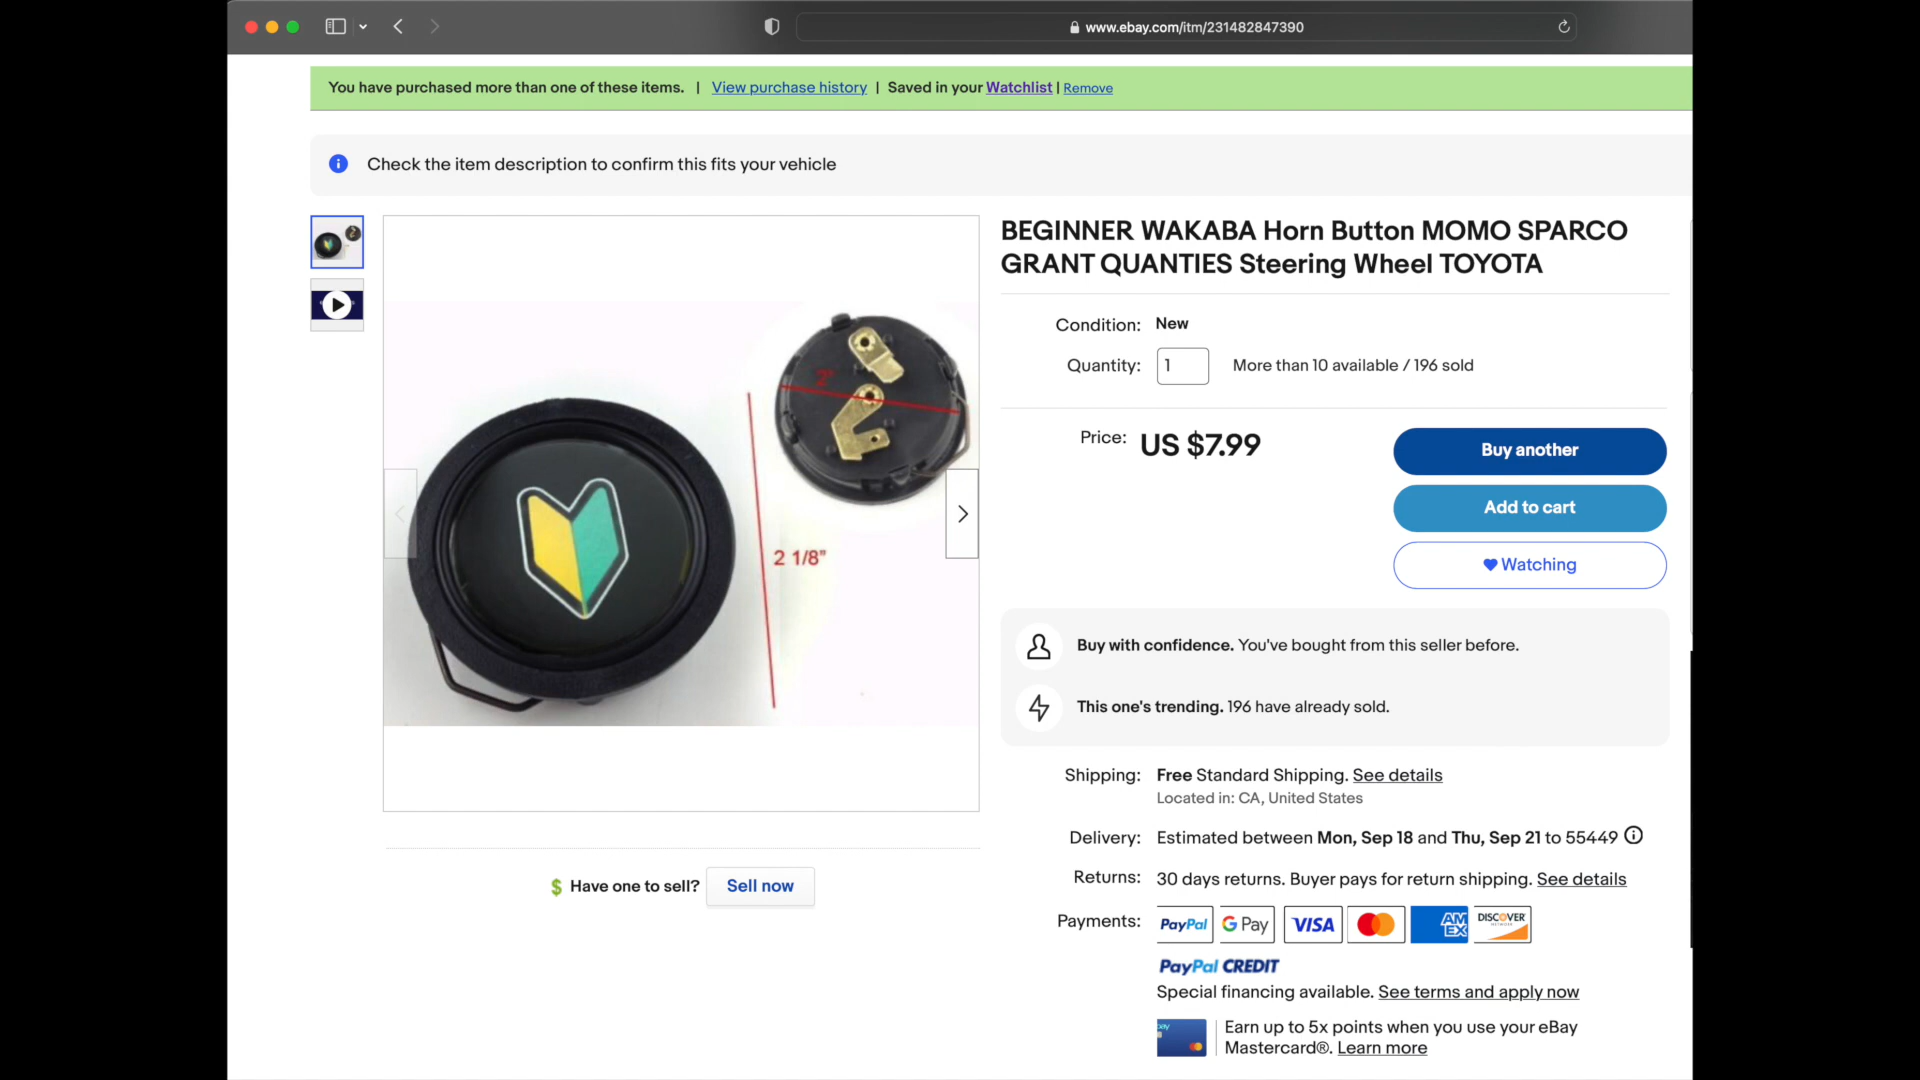 www.ebay.com/itm/231482847390
You have purchased more than one of these items. | View purchase history | Saved in your Watchlist | Remove
Check the item description to confirm this fits your vehicle
BEGINNER WAKABA Horn Button MOMO SPARCO
GRANT QUANTIES Steering Wheel TOYOTA
Condition: New
Quantity: 1 More than 10 available / 196 sold
2"
2 1/8"
Price: US $7.99
Buy another
Add to cart
Watching
Buy with confidence. You've bought from this seller before.
This one's trending. 196 have already sold.
Shipping: Free Standard Shipping. See details
Located in: CA, United States
Delivery: Estimated between Mon, Sep 18 and Thu, Sep 21 to 55449
$ Have one to sell? Sell now
Returns: 30 days returns. Buyer pays for return shipping. See details
Payments: PayPal G Pay VISA AM EX DISCOVER
PayPal CREDIT
Special financing available. See terms and apply now
Earn up to 5x points when you use your eBay
Mastercard®. Learn more